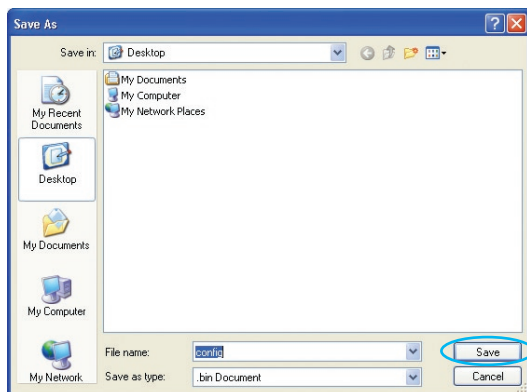 Save As
Save in:
Desktop
My Recent
Documents
Desktop
My Documents
My Computer
My Network
My Documents
My Computer
My Network Places
File name:
config
Save
Save as type:
.bin Document
Cancel